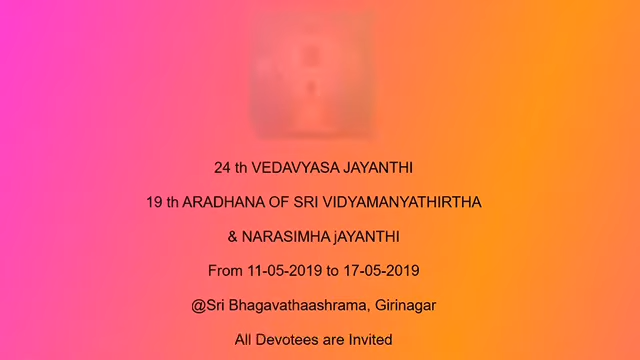 24 th VEDAVYASA JAYANTHI
19 th ARADHANA OF SRI VIDYAMANYATHIRTHA
& NARASIMHA jAYANTHI
From 11-05-2019 to 17-05-2019
@Sri Bhagavathaashrama, Girinagar
All Devotees are Invited